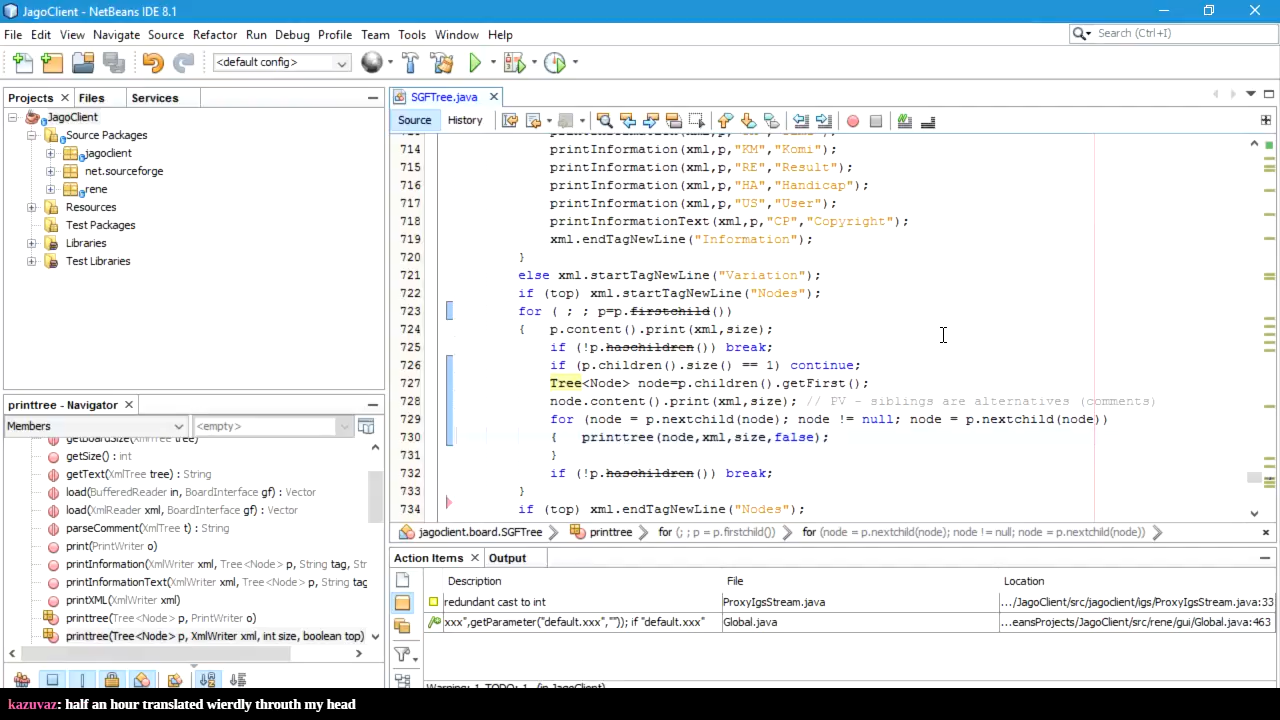 JagoClient - NetBeans IDE 8.1
File Edit View Navigate Source Refactor Run Debug Profile Team Tools Window Help
Search (Ctrl+I)
<default config>
Projects Files Services
SGFTree.java
JagoClient
Source Packages
jagoclient
net.sourceforge
rene
Resources
Test Packages
Libraries
Test Libraries
Source History
714 printInformation(xml,p,"KM","Komi");
715 printInformation(xml,p,"RE","Result");
716 printInformation(xml,p,"HA","Handicap");
717 printInformation(xml,p,"US","User");
718 printInformationText(xml,p,"CP","Copyright");
719 xml.endTagNewLine("Information");
720 }
721 else xml.startTagNewLine("Variation");
722 if (top) xml.startTagNewLine("Nodes");
723 for ( ; ; p=p.firstchild())
724 { p.content().print(xml,size);
725 if (!p.haschildren()) break;
726 if (p.children().size() == 1) continue;
727 Tree<Node> node=p.children().getFirst();
728 node.content().print(xml,size); // PV - siblings are alternatives (comments)
729 for (node = p.nextchild(node); node != null; node = p.nextchild(node))
730 { printtree(node,xml,size,false);
731 }
732 if (!p.haschildren()) break;
733 }
734 if (top) xml.endTagNewLine("Nodes");
printtree - Navigator
Members <empty>
getBoardSize(XmlTree tree)
getSize() : int
getText(XmlTree tree) : String
load(BufferedReader in, BoardInterface gf) : Vector
load(XmlReader xml, BoardInterface gf) : Vector
parseComment(XmlTree t) : String
print(PrintWriter o)
printInformation(XmlWriter xml, Tree<Node> p, String tag, Str
printInformationText(XmlWriter xml, Tree<Node> p, String tag
printXML(XmlWriter xml)
printtree(Tree<Node> p, PrintWriter o)
printtree(Tree<Node> p, XmlWriter xml, int size, boolean top)
jagoclient.board.SGFTree printtree for (; ; p = p.firstchild()) for (node = p.nextchild(node); node != null; node = p.nextchild(node))
Action Items Output
Description File Location
redundant cast to int ProxyIgsStream.java .../JagoClient/src/jagoclient/igs/ProxyIgsStream.java:33
xxx",getParameter("default.xxx","")); if "default.xxx" Global.java ...eansProjects/JagoClient/src/rene/gui/Global.java:463
Warning: 1 TODO: 1 (in JagoClient)
kazuvaz: half an hour translated wierdly throuth my head